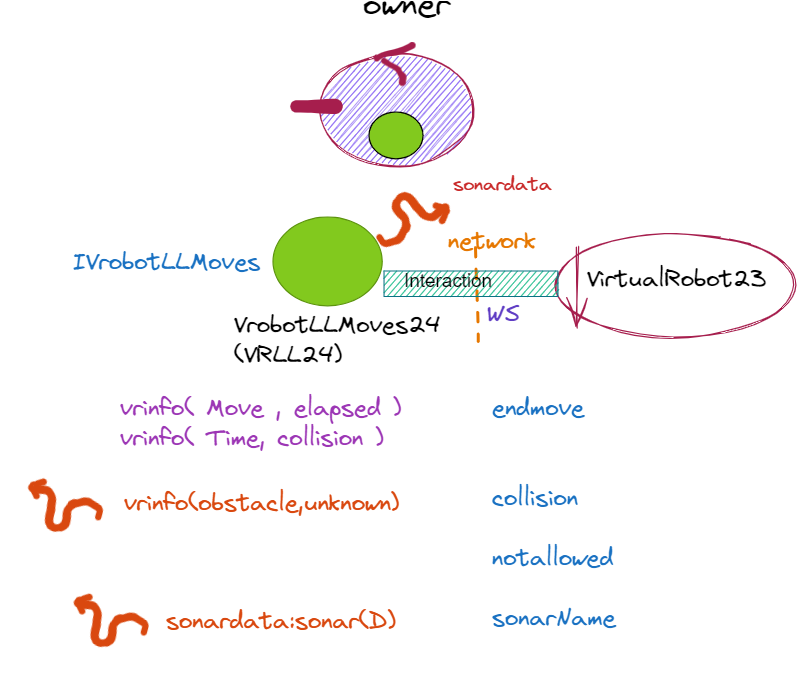 owner
sonardata
network
IVrobotLLMoves
Interaction
VirtualRobot23
WS
VrobotLLMoves24
(VRLL24)
vrinfo( Move , elapsed )
endmove
vrinfo( Time, collision )
vrinfo(obstacle,unknown)
collision
notallowed
sonardata:sonar(D)
sonarName